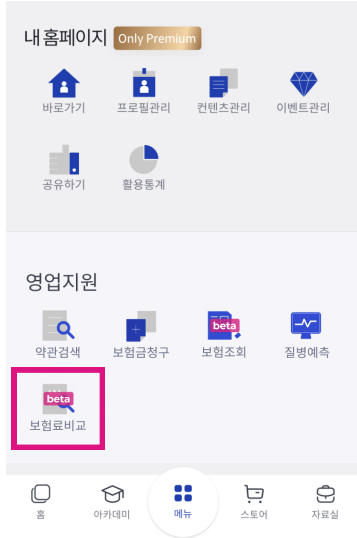 내 홈페이지 Only Premium
바로가기 프로필관리 컨텐츠관리 이벤트관리
공유하기 활용통계
영업지원
beta
약관검색 보험금청구 보험조회 질병예측
beta
보험료비교
홈 아카데미 메뉴 스토어 자료실